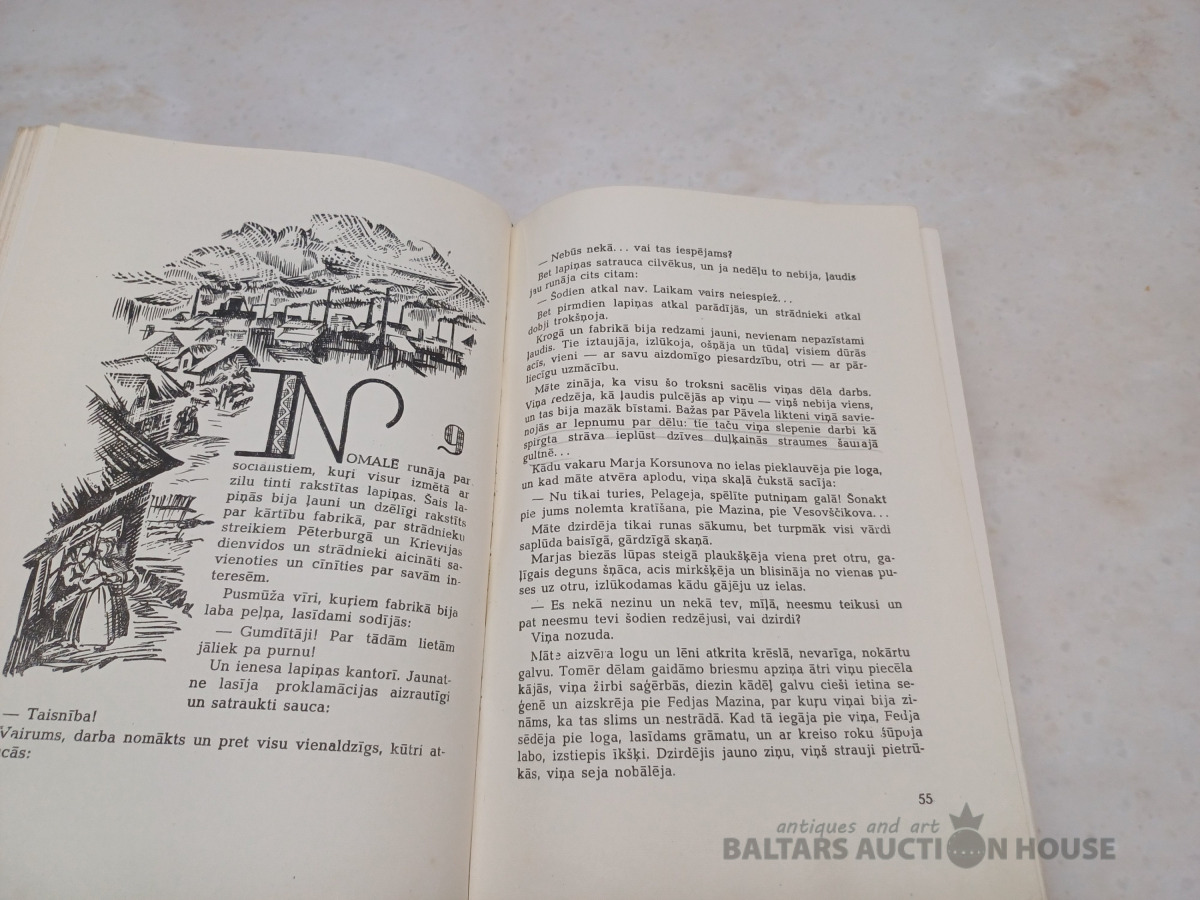 9
NOMALĒ runāja par
sociālistiem, kuŗi visur izmētā ar
zilu tinti rakstītas lapiņas. Šais la-
piņās bija ļauni un dzēlīgi rakstīts
par kārtību fabrikā, par strādnieku
streikiem Pēterburgā un Krievijas
dienvidos un strādnieki aicināti sa-
vienoties un cīnīties par savām in-
teresēm.
Pusmūža vīri, kuŗiem fabrikā bija
laba peļņa, lasīdami sodījās:
— Gumdītāji! Par tādām lietām
jāliek pa purnu!
Un ienesa lapiņas kantorī. Jaunat-
ne lasīja proklamācijas aizrautīgi
un satraukti sauca:
— Taisnība!
Vairums, darba nomākts un pret visu vienaldzīgs, kūtri at-
cās:
— Nebūs nekā... vai tas iespējams?
Bet lapiņas satrauca cilvēkus, un ja nedēļu to nebija, ļaudis
jau runāja cits citam:
— Šodien atkal nav. Laikam vairs neiespiež...
Bet pirmdien lapiņas atkal parādījās, un strādnieki atkal
dobji trokšņoja.
Krogā un fabrikā bija redzami jauni, nevienam nepazīstami
ļaudis. Tie iztaujāja, izlūkoja, ošņāja un tūdaļ visiem dūrās
acīs, vieni — ar savu aizdomīgo piesardzību, otri — ar pār-
liecīgu uzmācību.
Māte zināja, ka visu šo troksni sacēlis viņas dēla darbs.
Viņa redzēja, kā ļaudis pulcējās ap viņu — viņš nebija viens,
un tas bija mazāk bīstami. Bažas par Pāvela likteni viņā savie-
nojās ar lepnumu par dēlu: tie taču viņa slepenie darbi kā
spirgta strāva ieplūst dzīves duļķainās straumes šaurajā
gultnē...
Kādu vakaru Marja Korsunova no ielas pieklauvēja pie loga,
un kad māte atvēra aplodu, viņa skaļā čukstā sacīja:
— Nu tikai turies, Pelageja, spēlīte putniņam galā! Šonakt
pie jums nolemta kratīšana, pie Mazina, pie Vesovščikova...
Māte dzirdēja tikai runas sākumu, bet turpmāk visi vārdi
saplūda baisīgā, gārdzīgā skaņā.
Marjas biezās lūpas steigā plaukšķēja viena pret otru, ga-
ļīgais deguns šņāca, acis mirkšķēja un blisināja no vienas pu-
ses uz otru, izlūkodamas kādu gājēju uz ielas.
— Es nekā nezinu un nekā tev, mīļā, neesmu teikusi un
pat neesmu tevi šodien redzējusi, vai dzirdi?
Viņa nozuda.
Māte aizvēra logu un lēni atkrita krēslā, nevarīga, nokārtu
galvu. Tomēr dēlam gaidāmo briesmu apziņa ātri viņu piecēla
kājās, viņa žirbi saģērbās, diezin kādēļ galvu cieši ietina se-
ģenē un aizskrēja pie Fedjas Mazina, par kuŗu viņai bija zi-
nāms, ka tas slims un nestrādā. Kad tā iegāja pie viņa, Fedja
sēdēja pie loga, lasīdams grāmatu, un ar kreiso roku šūpoja
labo, izstiepis īkšķi. Dzirdējis jauno ziņu, viņš strauji pietrū-
kās, viņa seja nobālēja.
55
antiques and art
BALTARS AUCTION HOUSE